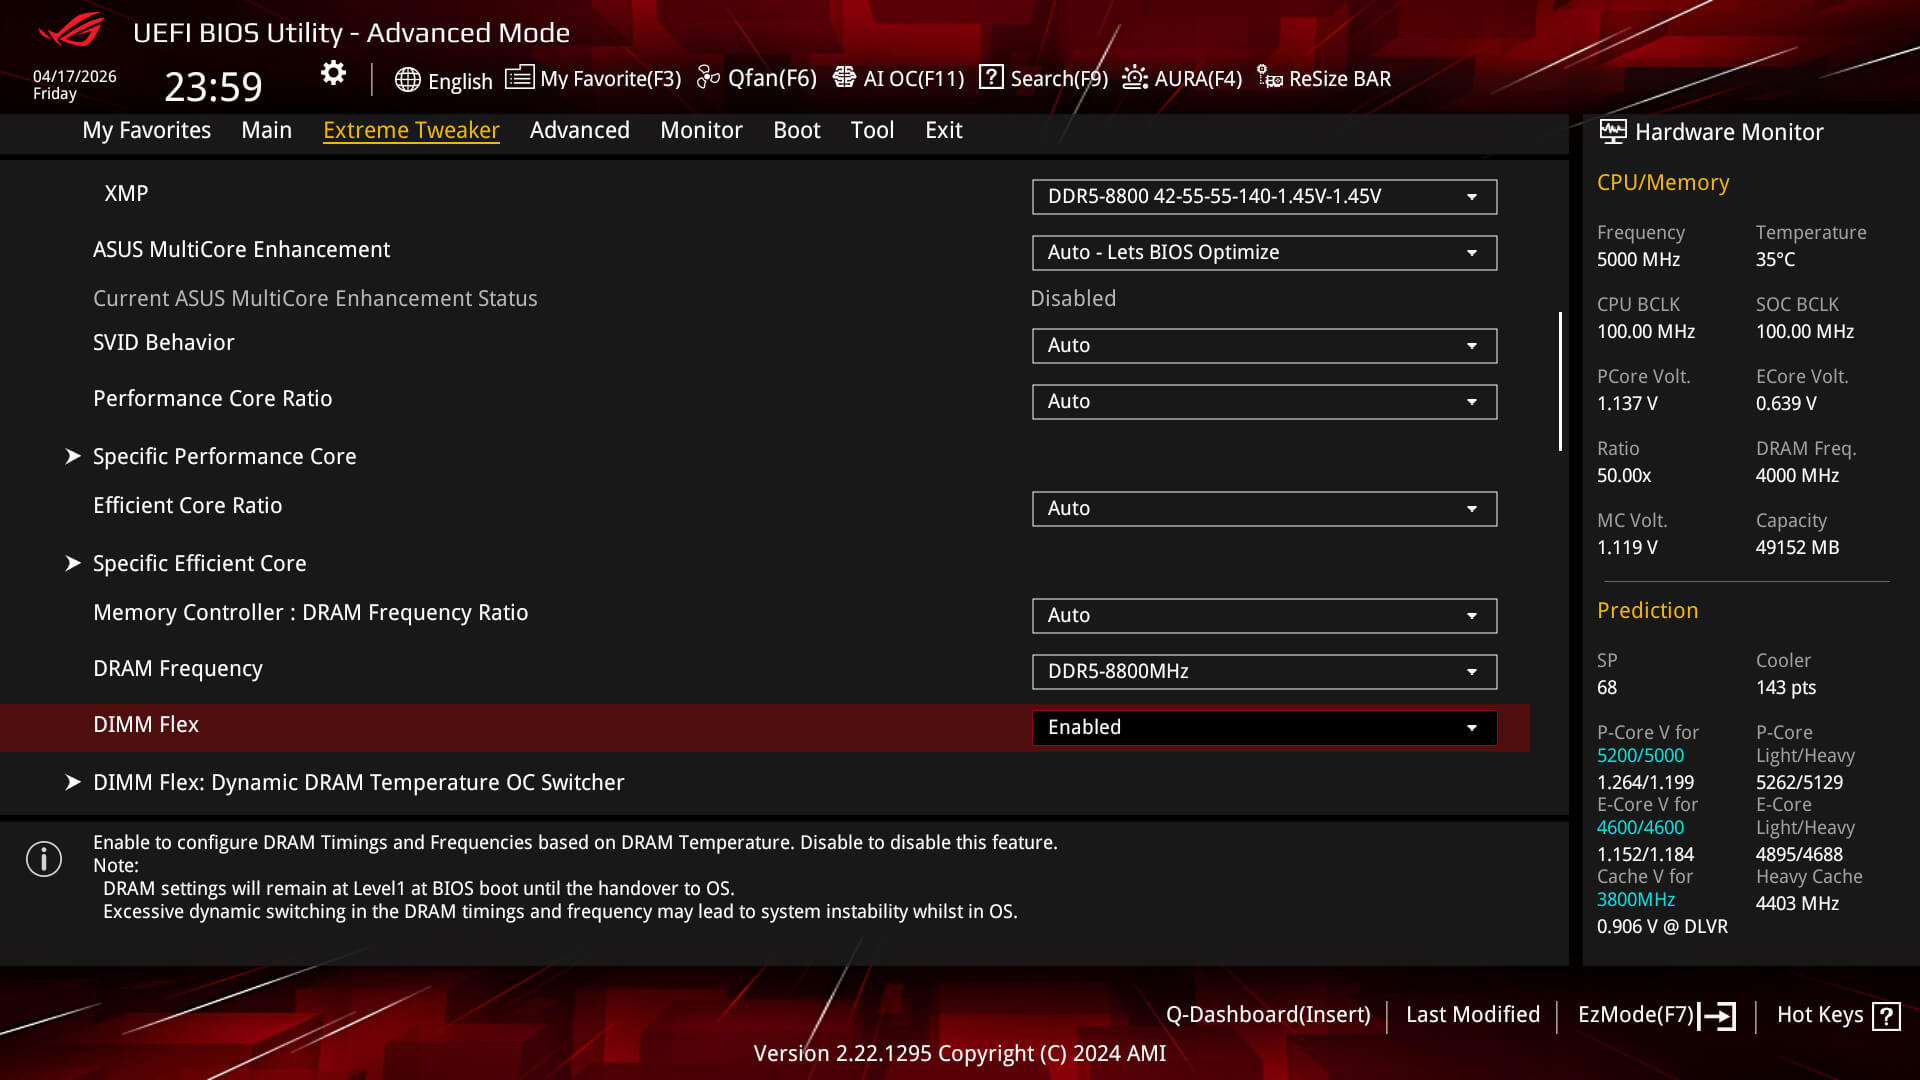 UEFI BIOS Utility - Advanced Mode
04/17/2026
Friday
23:59
English
My Favorite(F3)
Qfan(F6)
AI OC(F11)
Search(F9)
AURA(F4)
ReSize BAR
My Favorites
Main
Extreme Tweaker
Advanced
Monitor
Boot
Tool
Exit
XMP
DDR5-8800 42-55-55-140-1.45V-1.45V
ASUS MultiCore Enhancement
Auto - Lets BIOS Optimize
Current ASUS MultiCore Enhancement Status
Disabled
SVID Behavior
Auto
Performance Core Ratio
Auto
Specific Performance Core
Efficient Core Ratio
Auto
Specific Efficient Core
Memory Controller : DRAM Frequency Ratio
Auto
DRAM Frequency
DDR5-8800MHz
DIMM Flex
Enabled
DIMM Flex: Dynamic DRAM Temperature OC Switcher
Enable to configure DRAM Timings and Frequencies based on DRAM Temperature. Disable to disable this feature.
Note:
DRAM settings will remain at Level1 at BIOS boot until the handover to OS.
Excessive dynamic switching in the DRAM timings and frequency may lead to system instability whilst in OS.
Hardware Monitor
CPU/Memory
Frequency Temperature
5000 MHz 35°C
CPU BCLK SOC BCLK
100.00 MHz 100.00 MHz
PCore Volt. ECore Volt.
1.137 V 0.639 V
Ratio DRAM Freq.
50.00x 4000 MHz
MC Volt. Capacity
1.119 V 49152 MB
Prediction
SP Cooler
68 143 pts
P-Core V for P-Core
5200/5000 Light/Heavy
1.264/1.199 5262/5129
E-Core V for E-Core
4600/4600 Light/Heavy
1.152/1.184 4895/4688
Cache V for Heavy Cache
3800MHz 4403 MHz
0.906 V @ DLVR
Q-Dashboard(Insert)
Last Modified
EzMode(F7)
Hot Keys ?
Version 2.22.1295 Copyright (C) 2024 AMI